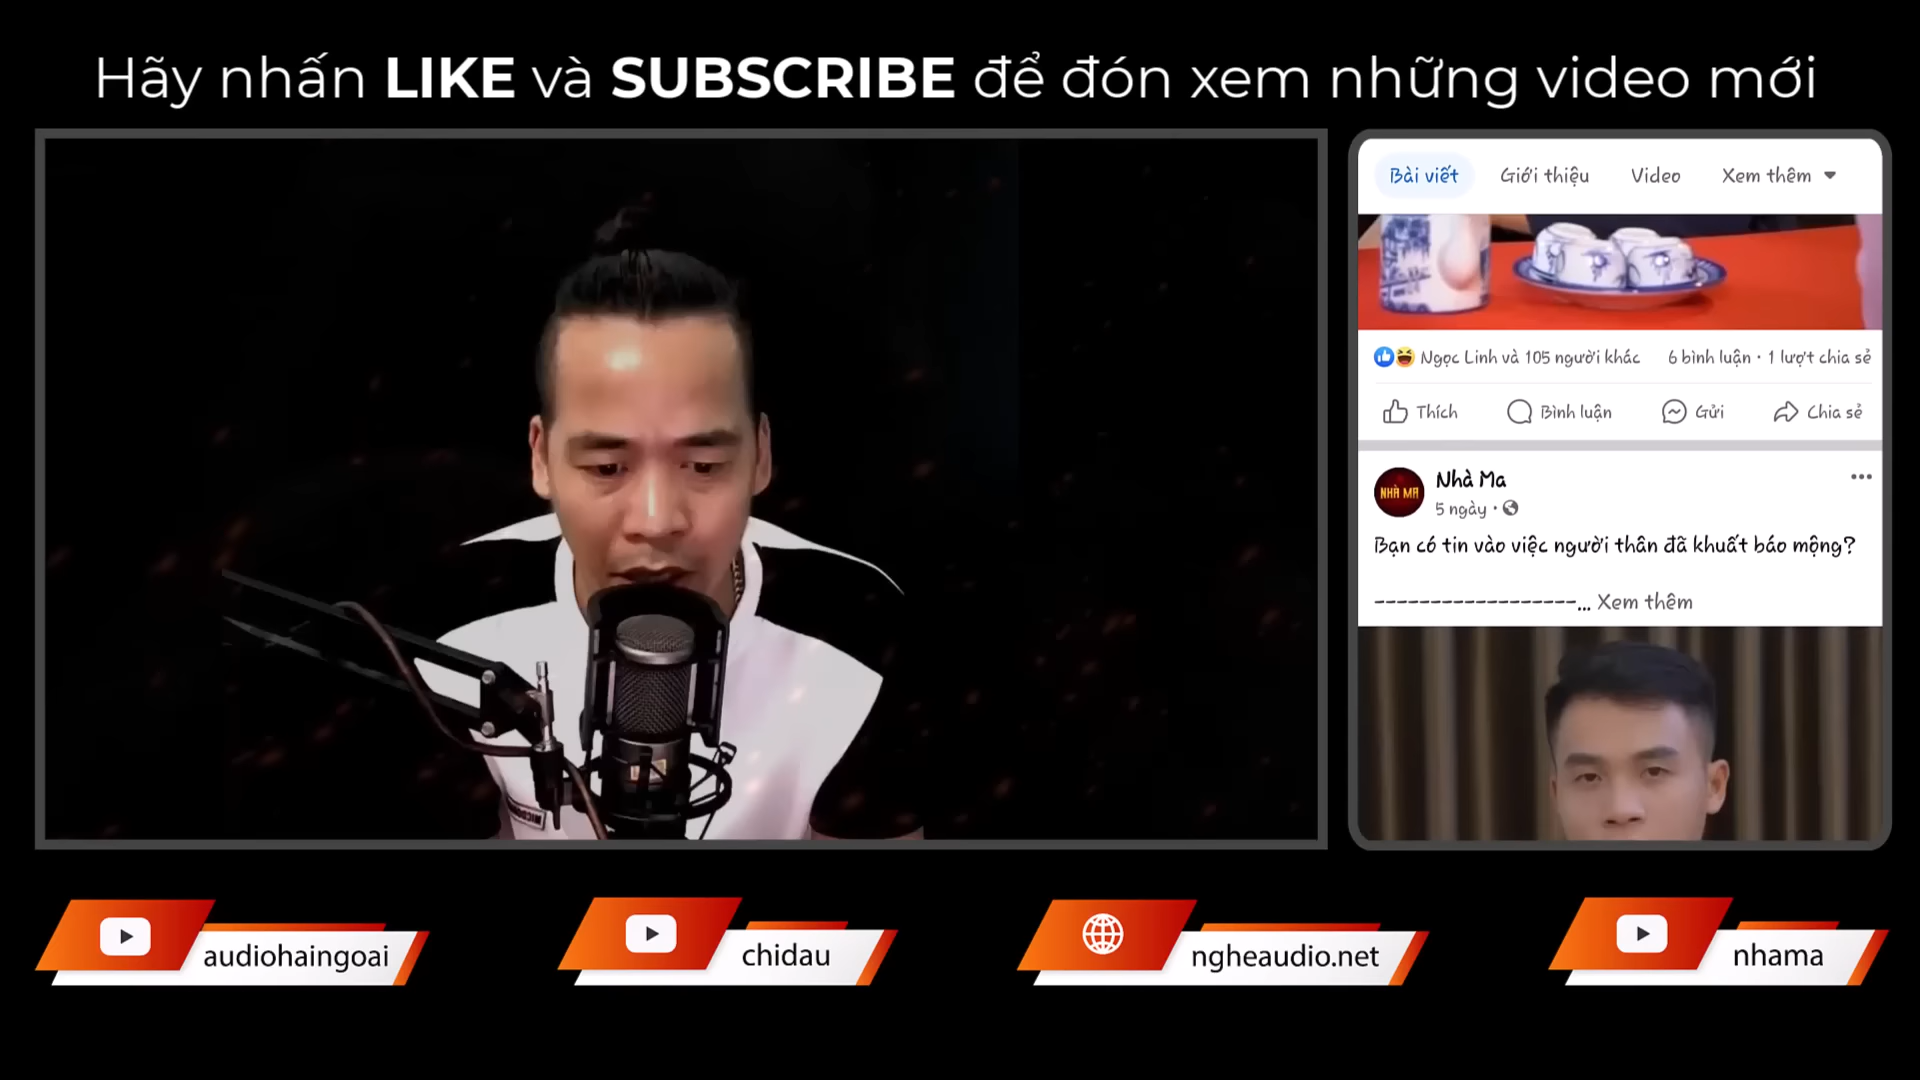 Hãy nhấn LIKE và SUBSCRIBE để đón xem những video mới
Bài viết Giới thiệu Video Xem thêm
Ngọc Linh và 105 người khác 6 bình luận · 1 lượt chia sẻ
Thích Bình luận Gửi Chia sẻ
NHÀ MA
Nhà Ma
5 ngày ·
Bạn có tin vào việc người thân đã khuất báo mộng?
------------------... Xem thêm
audiohaingoai
chidau
ngheaudio.net
nhama